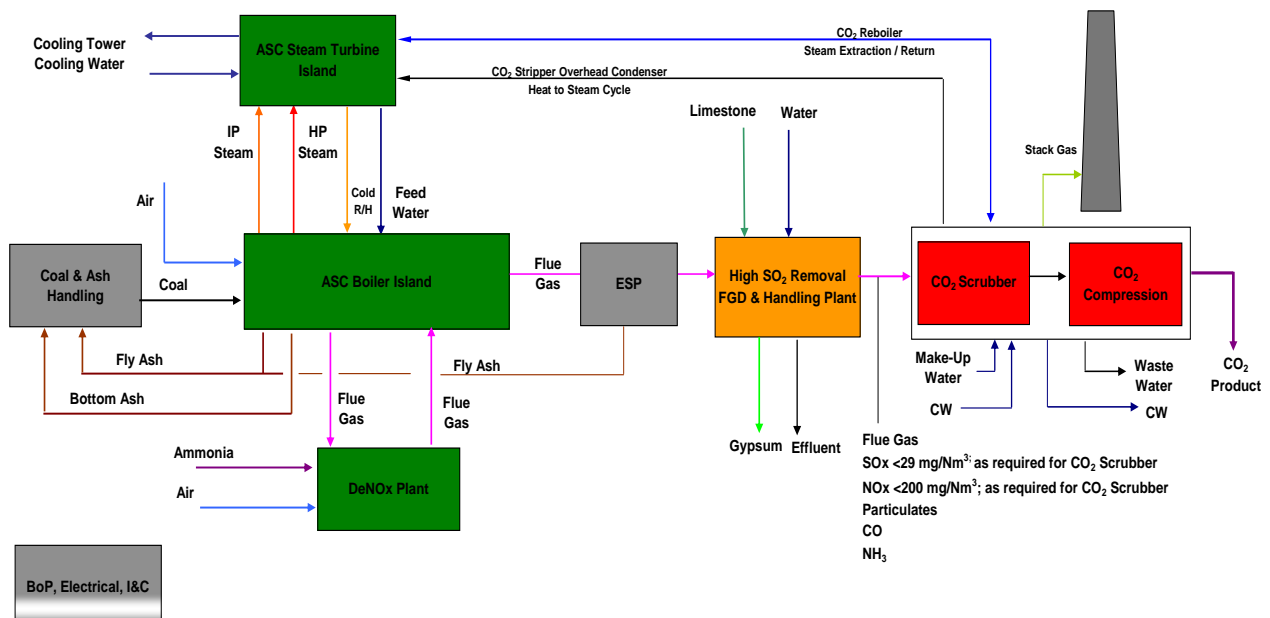 Cooling Tower
Cooling Water
ASC Steam Turbine
Island
CO2 Reboiler
Steam Extraction / Return
CO2 Stripper Overhead Condenser
Heat to Steam Cycle
IP
Steam
HP
Steam
Cold
R/H
Feed
Water
Limestone
Water
Stack Gas
Air
Coal & Ash
Handling
Coal
ASC Boiler Island
Flue
Gas
ESP
High SO2 Removal
FGD & Handling Plant
CO2 Scrubber
CO2
Compression
Fly Ash
Fly Ash
Bottom Ash
Flue
Gas
Flue
Gas
Make-Up
Water
CW
Waste
Water
CW
CO2
Product
Gypsum
Effluent
Ammonia
Air
DeNOx Plant
Flue Gas
SOx <29 mg/Nm3; as required for CO2 Scrubber
NOx <200 mg/Nm3; as required for CO2 Scrubber
Particulates
CO
NH3
BoP, Electrical, I&C